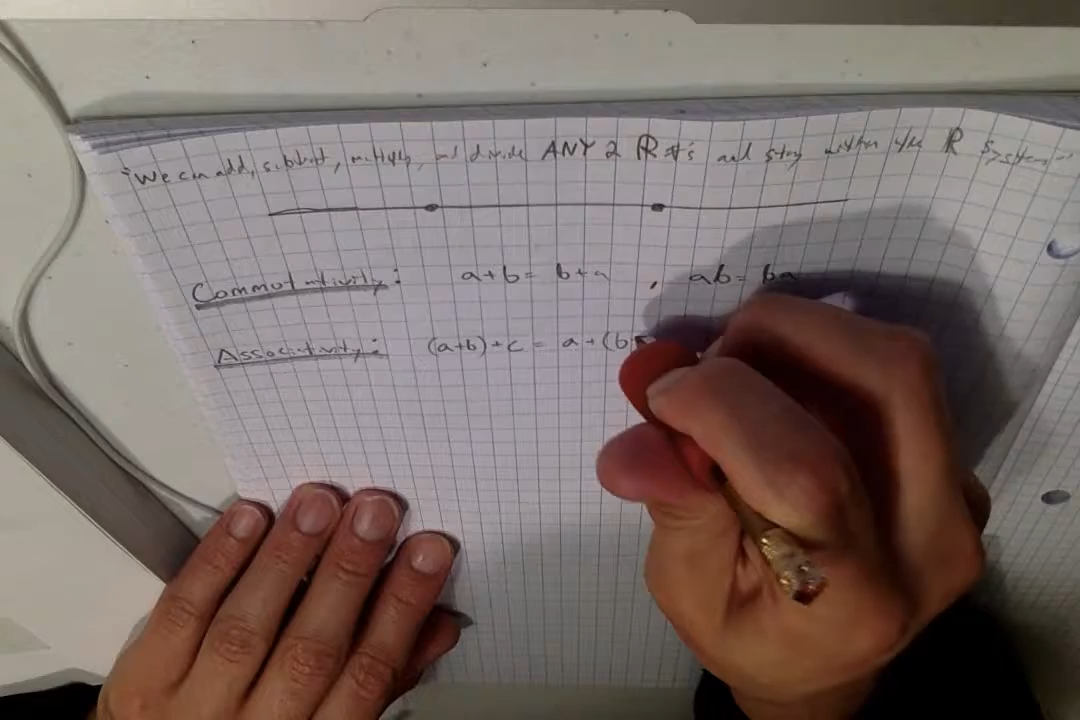 "We can add, subtract, multiply, and divide ANY 2 ℝ #'s and stay within the ℝ system"
Commutativity: a+b = b+a , ab = ba
Associativity: (a+b)+c = a+(b